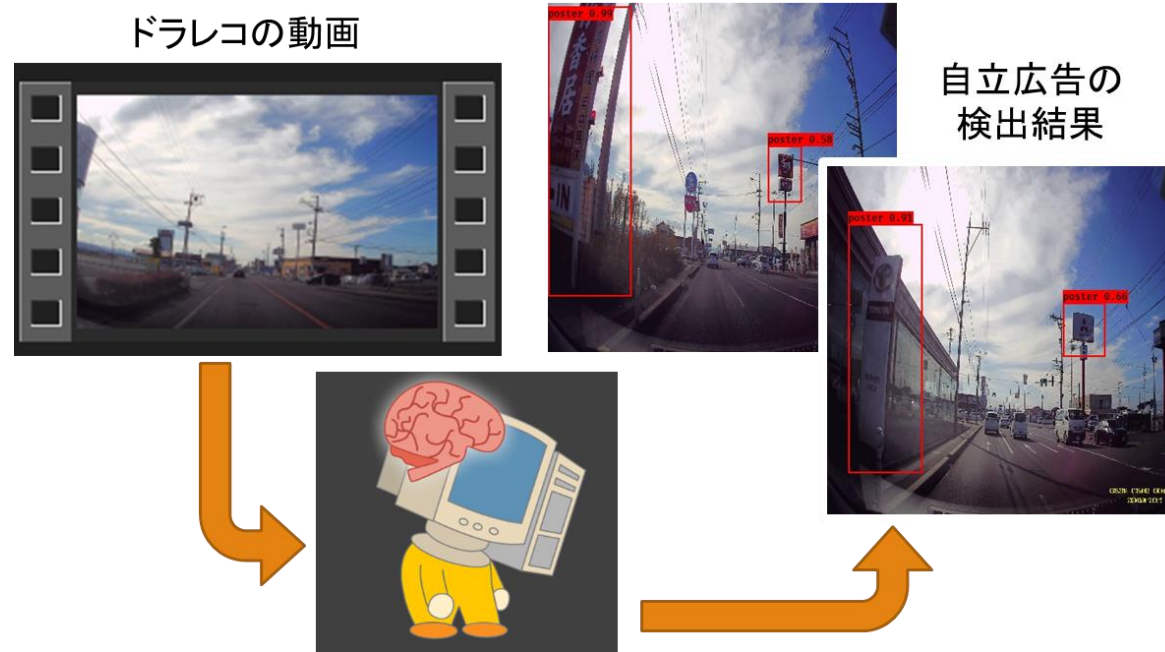 ドラレコの動画
poster 0.99
poster 0.58
自立広告の
検出結果
poster 0.91
poster 0.66